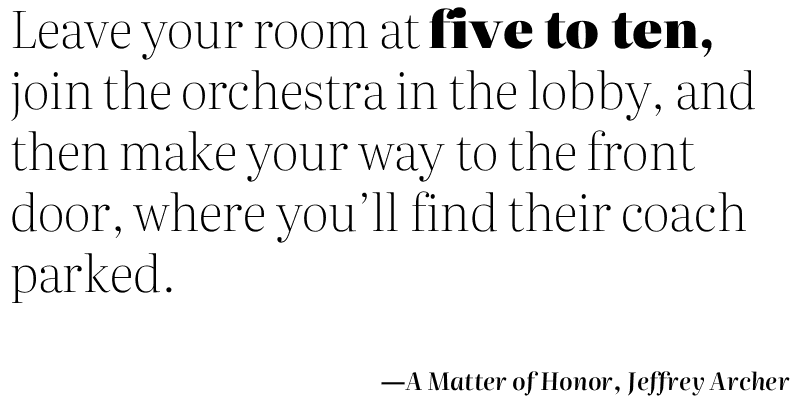 Leave your room at five to ten,
join the orchestra in the lobby, and
then make your way to the front
door, where you’ll find their coach
parked.
—A Matter of Honor, Jeffrey Archer